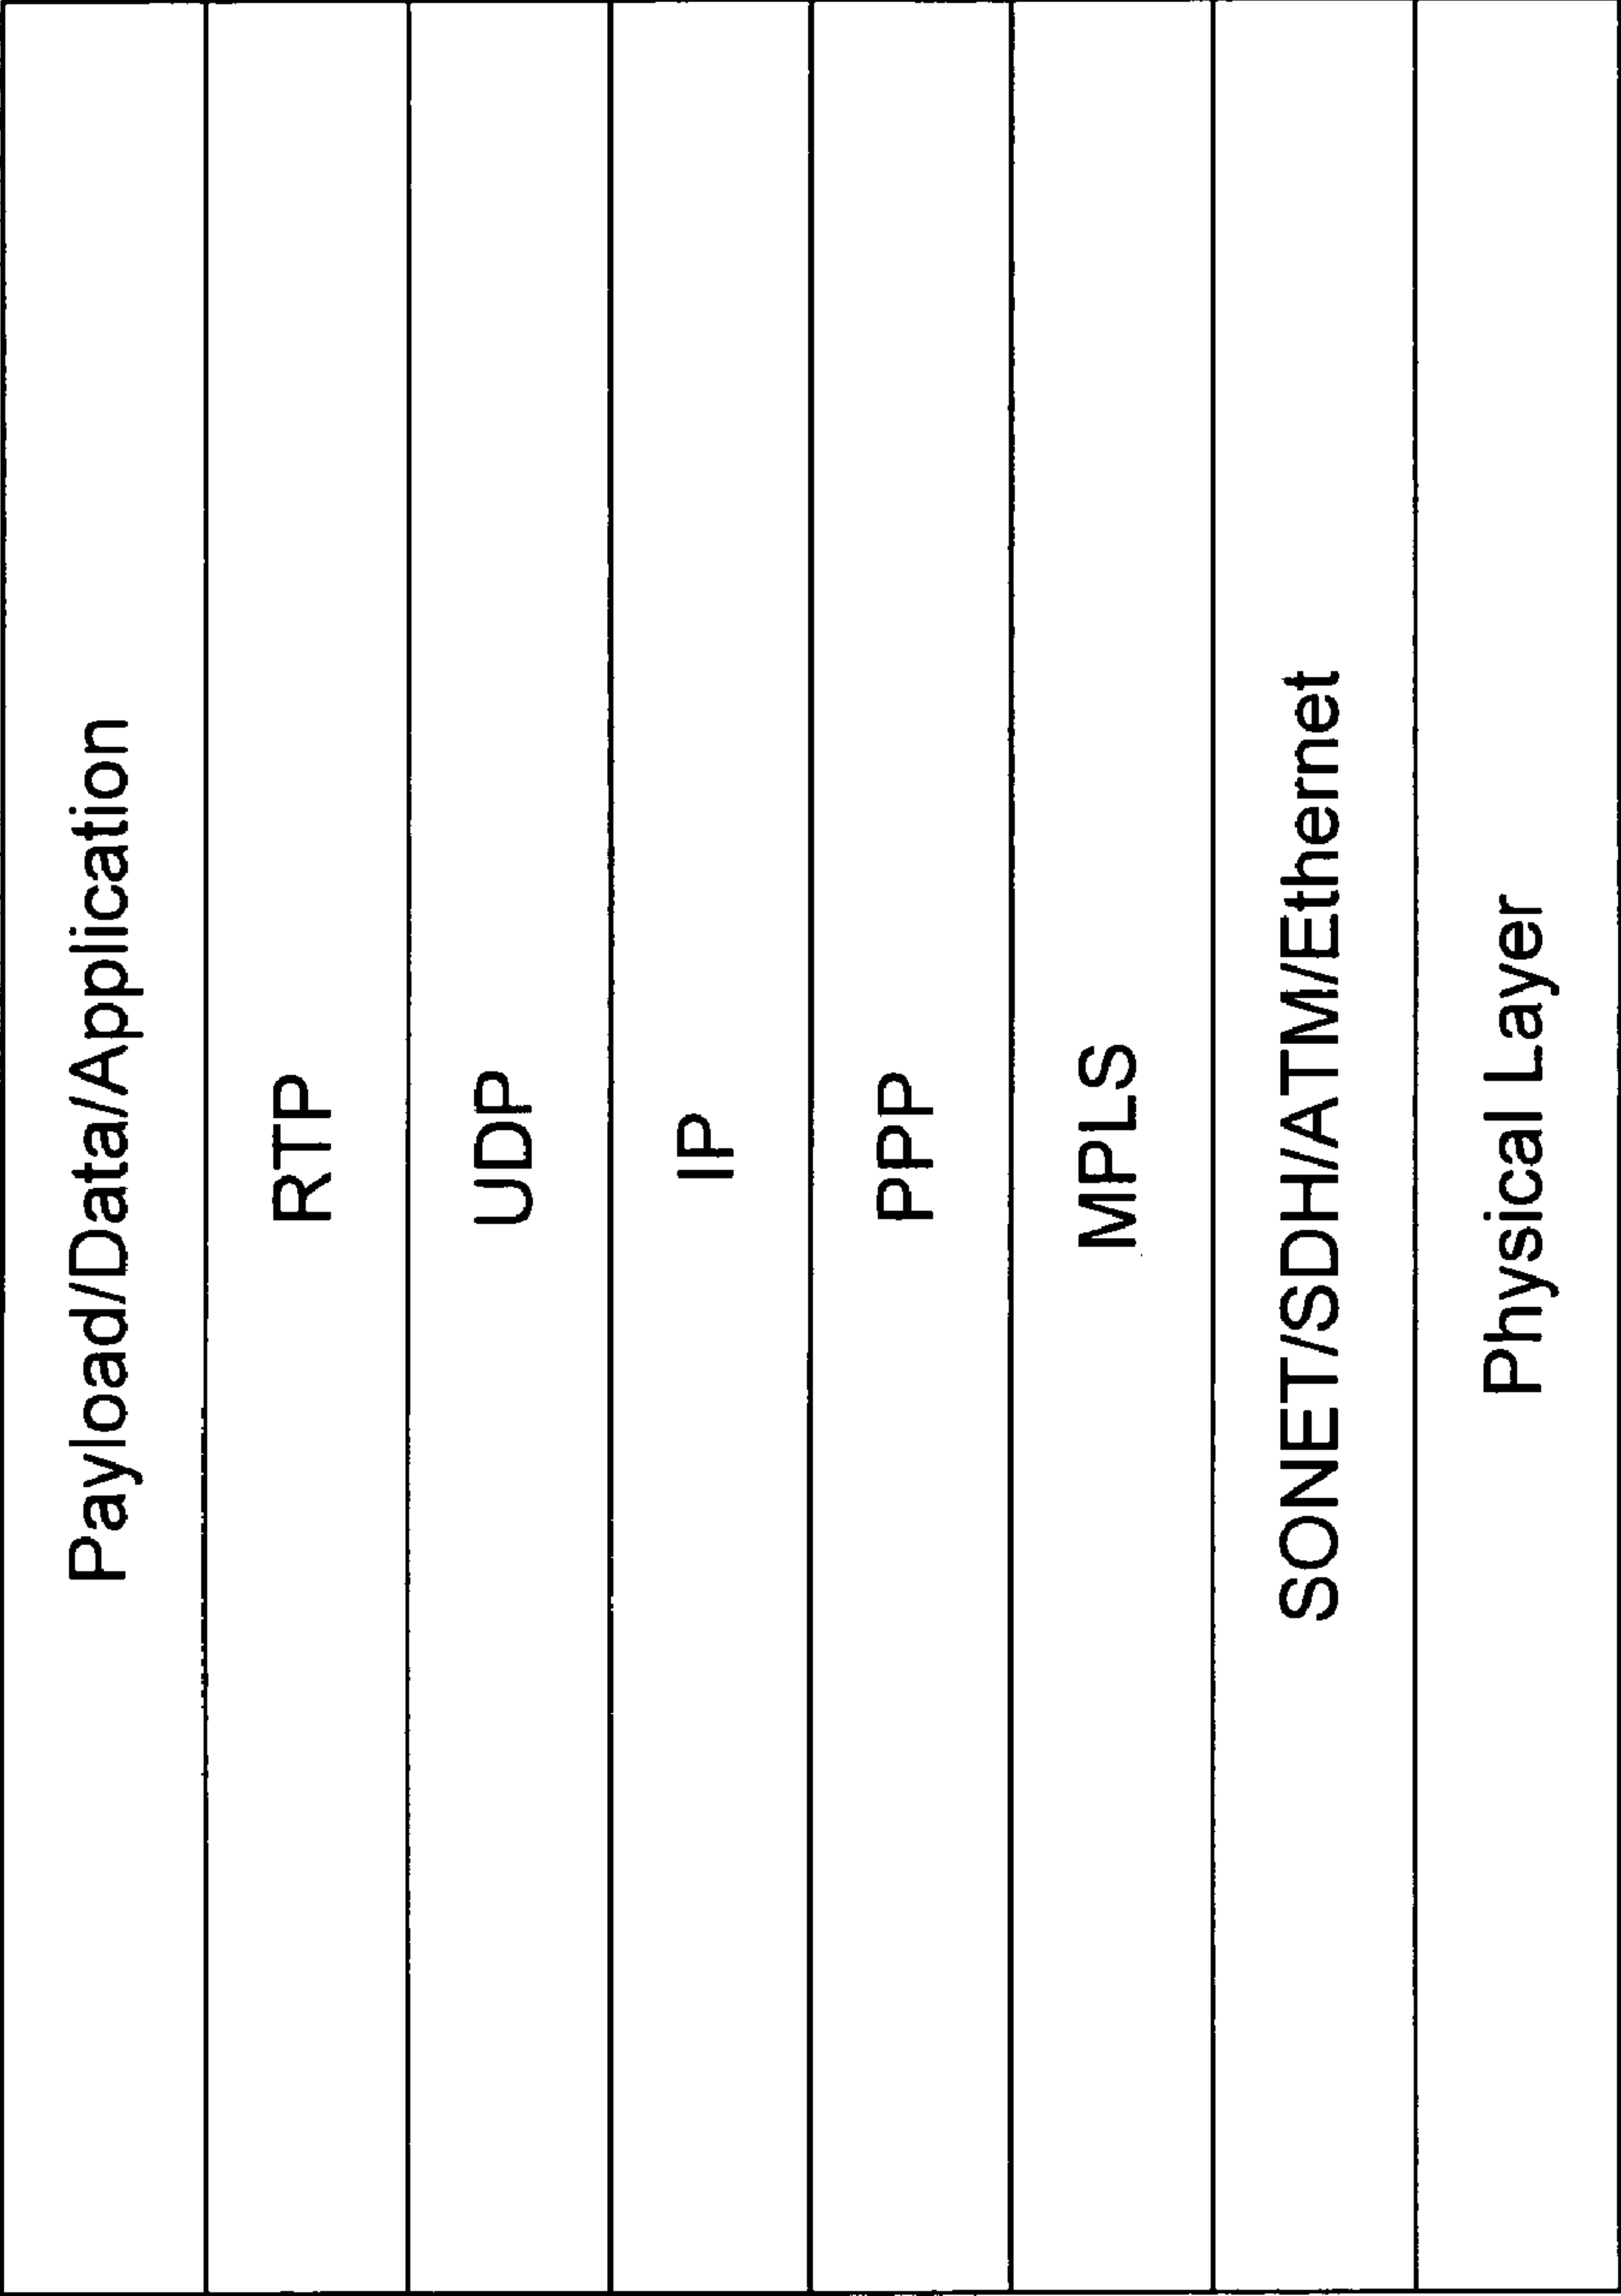 Payload/Data/Application
RTP
UDP
IP
PPP
MPLS
SONET/SDH/ATM/Ethernet
Physical Layer